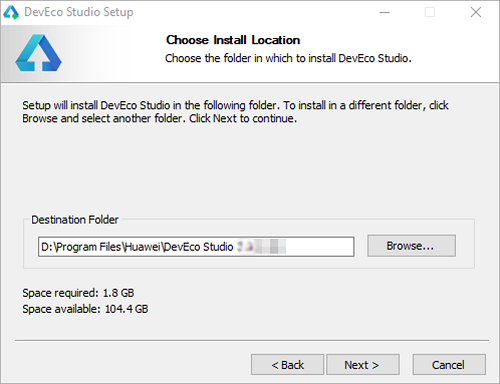 DevEco Studio Setup
Choose Install Location
Choose the folder in which to install DevEco Studio.
Setup will install DevEco Studio in the following folder. To install in a different folder, click
Browse and select another folder. Click Next to continue.
Destination Folder
D:\Program Files\Huawei\DevEco Studio
Browse...
Space required: 1.8 GB
Space available: 104.4 GB
< Back
Next >
Cancel